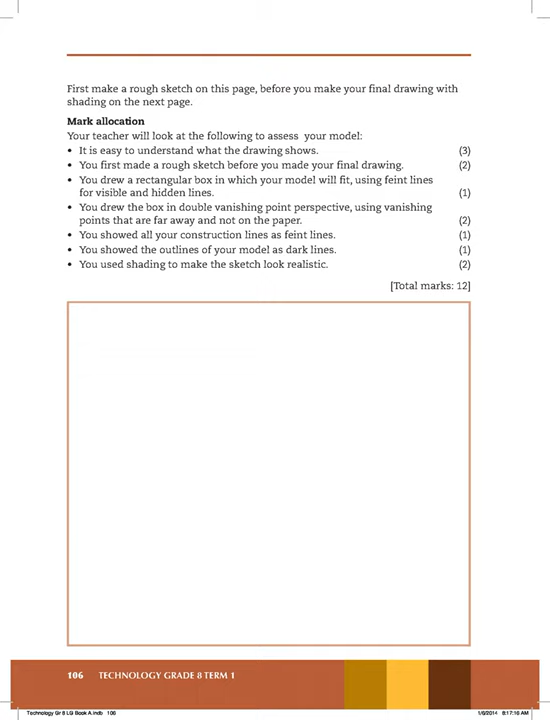 First make a rough sketch on this page, before you make your final drawing with
shading on the next page.
Mark allocation
Your teacher will look at the following to assess your model:
• It is easy to understand what the drawing shows. (3)
• You first made a rough sketch before you made your final drawing. (2)
• You drew a rectangular box in which your model will fit, using feint lines
for visible and hidden lines. (1)
• You drew the box in double vanishing point perspective, using vanishing
points that are far away and not on the paper. (2)
• You showed all your construction lines as feint lines. (1)
• You showed the outlines of your model as dark lines. (1)
• You used shading to make the sketch look realistic. (2)
[Total marks: 12]
106 TECHNOLOGY GRADE 8 TERM 1
Technology Gr 8 LG Book A.indb 106 1/6/2014 8:17:16 AM